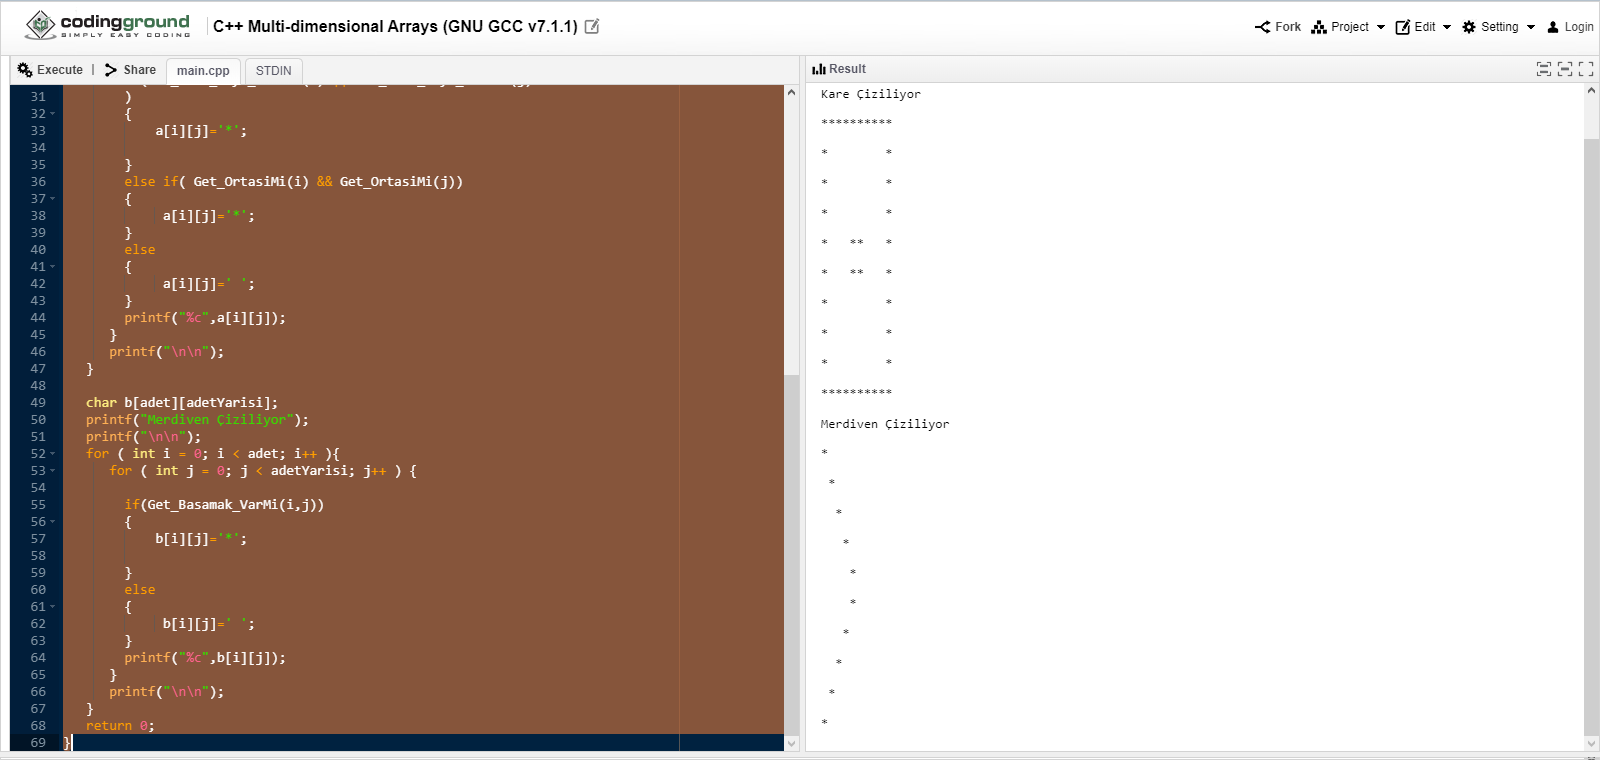 codingground
SIMPLY EASY CODING
C++ Multi-dimensional Arrays (GNU GCC v7.1.1)
Fork Project Edit Setting Login
Execute | Share main.cpp STDIN
31 )
32 {
33 a[i][j]='*';
34
35 }
36 else if( Get_OrtasiMi(i) && Get_OrtasiMi(j))
37 {
38 a[i][j]='*';
39 }
40 else
41 {
42 a[i][j]=' ';
43 }
44 printf("%c",a[i][j]);
45 }
46 printf("\n\n");
47 }
48
49 char b[adet][adetYarisi];
50 printf("Merdiven Çiziliyor");
51 printf("\n\n");
52 for ( int i = 0; i < adet; i++ ){
53 for ( int j = 0; j < adetYarisi; j++ ) {
54
55 if(Get_Basamak_VarMi(i,j))
56 {
57 b[i][j]='*';
58
59 }
60 else
61 {
62 b[i][j]=' ';
63 }
64 printf("%c",b[i][j]);
65 }
66 printf("\n\n");
67 }
68 return 0;
69 }
Result
Kare Çiziliyor
**********
*        *
*        *
*        *
*   **   *
*   **   *
*        *
*        *
*        *
**********
Merdiven Çiziliyor
*
 *
  *
   *
    *
    *
   *
  *
 *
*